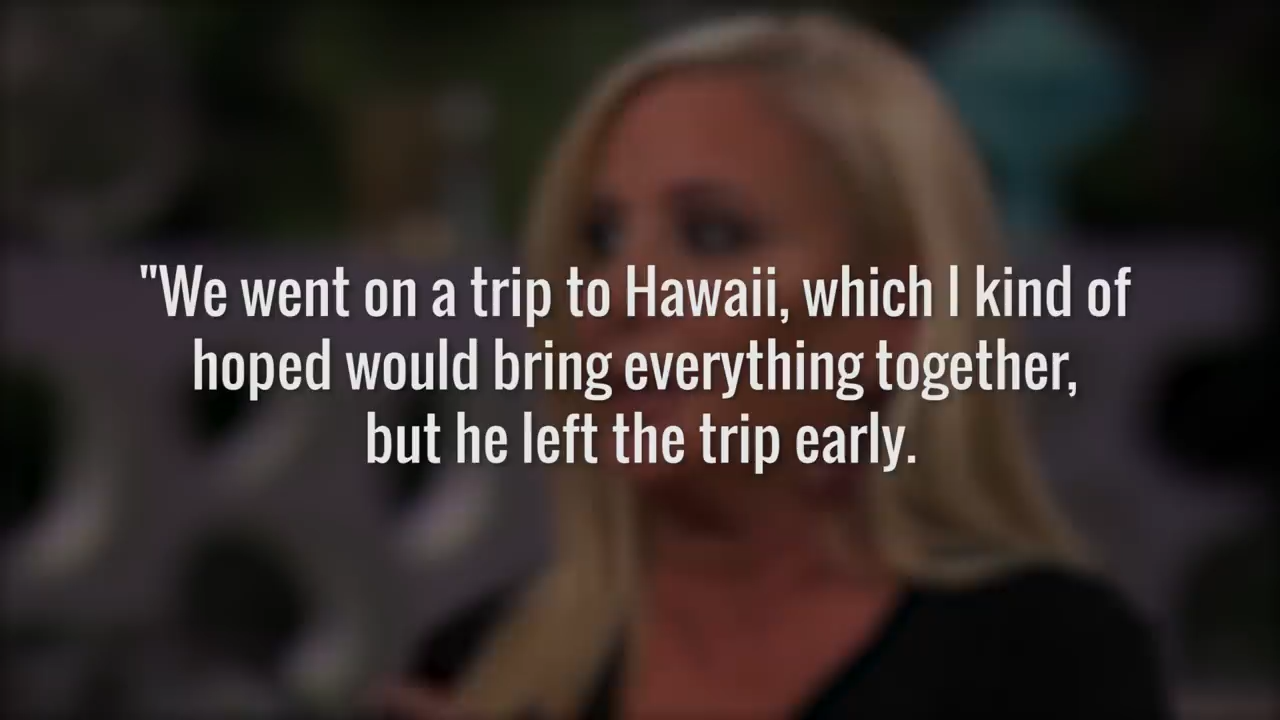 "We went on a trip to Hawaii, which I kind of
hoped would bring everything together,
but he left the trip early.